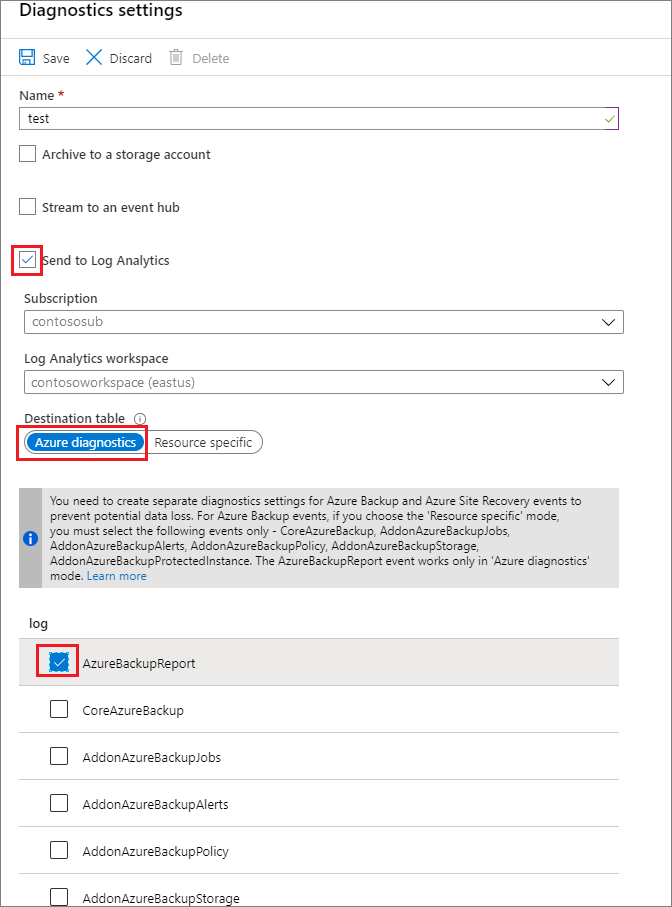 Diagnostics settings
Save Discard Delete
Name *
test
Archive to a storage account
Stream to an event hub
Send to Log Analytics
Subscription
contososub
Log Analytics workspace
contosoworkspace (eastus)
Destination table
Azure diagnostics Resource specific
You need to create separate diagnostics settings for Azure Backup and Azure Site Recovery events to
prevent potential data loss. For Azure Backup events, if you choose the 'Resource specific' mode,
you must select the following events only - CoreAzureBackup, AddonAzureBackupJobs,
AddonAzureBackupAlerts, AddonAzureBackupPolicy, AddonAzureBackupStorage,
AddonAzureBackupProtectedInstance. The AzureBackupReport event works only in 'Azure diagnostics'
mode. Learn more
log
AzureBackupReport
CoreAzureBackup
AddonAzureBackupJobs
AddonAzureBackupAlerts
AddonAzureBackupPolicy
AddonAzureBackupStorage